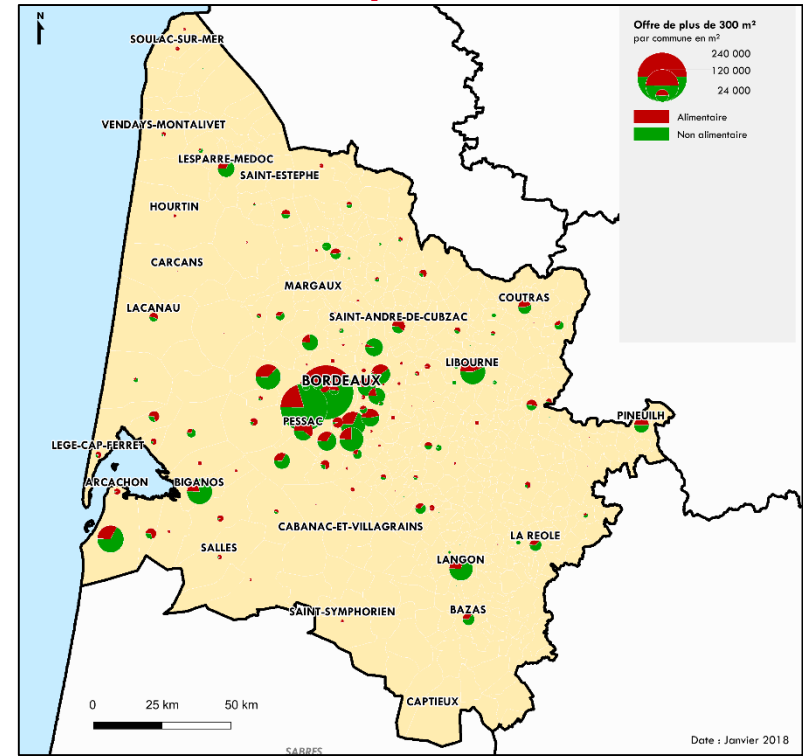 N
Offre de plus de 300 m²
par commune en m²
240 000
120 000
24 000
Alimentaire
Non alimentaire
SOULAC-SUR-MER
VENDAYS-MONTALIVET
LESPARRE-MEDOC
SAINT-ESTEPHE
HOURTIN
CARCANS
MARGAUX
COUTRAS
LACANAU
SAINT-ANDRE-DE-CUBZAC
LIBOURNE
BORDEAUX
PINEUILH
PESSAC
LEGE-CAP-FERRET
ARCACHON
BIGANOS
CABANAC-ET-VILLAGRAINS
LA REOLE
SALLES
LANGON
SAINT-SYMPHORIEN
BAZAS
CAPTIEUX
0 25 km 50 km
Date : Janvier 2018
SABRES